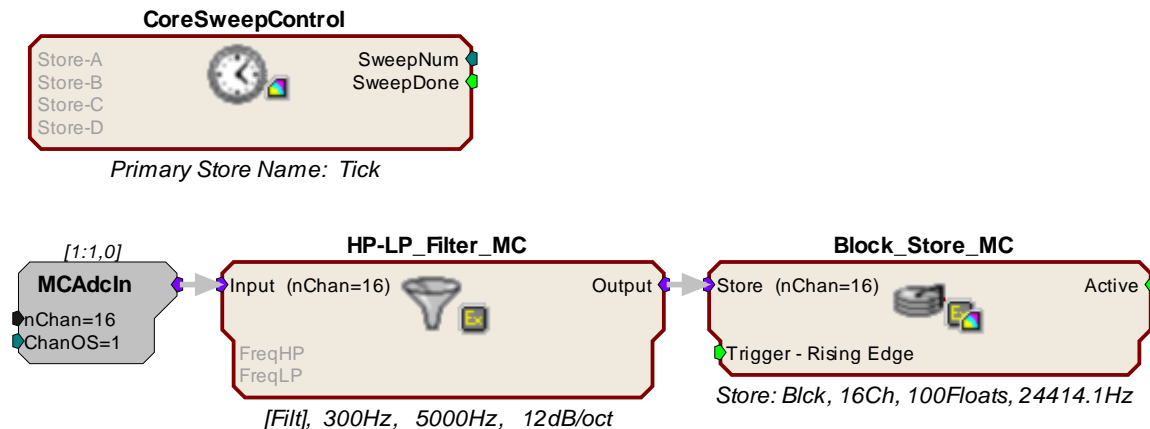 CoreSweepControl
Store-A
Store-B
Store-C
Store-D
SweepNum
SweepDone
Primary Store Name: Tick
[1:1,0]
MCAdcIn
nChan=16
ChanOS=1
HP-LP_Filter_MC
Input (nChan=16)
Output
Ex
FreqHP
FreqLP
[Filt], 300Hz, 5000Hz, 12dB/oct
Block_Store_MC
Store (nChan=16)
Active
Ex
Trigger - Rising Edge
Store: Blck, 16Ch, 100Floats, 24414.1Hz